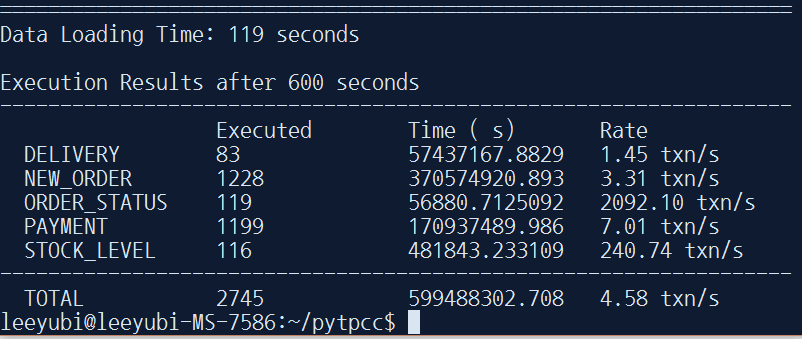 ==================================================================
Data Loading Time: 119 seconds
Execution Results after 600 seconds
------------------------------------------------------------------
Executed Time ( s) Rate
DELIVERY 83 57437167.8829 1.45 txn/s
NEW_ORDER 1228 370574920.893 3.31 txn/s
ORDER_STATUS 119 56880.7125092 2092.10 txn/s
PAYMENT 1199 170937489.986 7.01 txn/s
STOCK_LEVEL 116 481843.233109 240.74 txn/s
------------------------------------------------------------------
TOTAL 2745 599488302.708 4.58 txn/s
leeyubi@leeyubi-MS-7586:~/pytpcc$